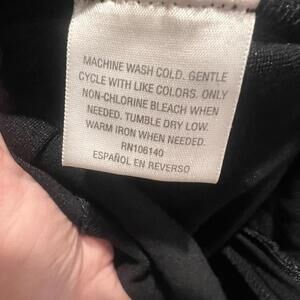 MACHINE WASH COLD. GENTLE
CYCLE WITH LIKE COLORS. ONLY
NON-CHLORINE BLEACH WHEN
NEEDED. TUMBLE DRY LOW.
WARM IRON WHEN NEEDED.
RN106140
ESPAÑOL EN REVERSO